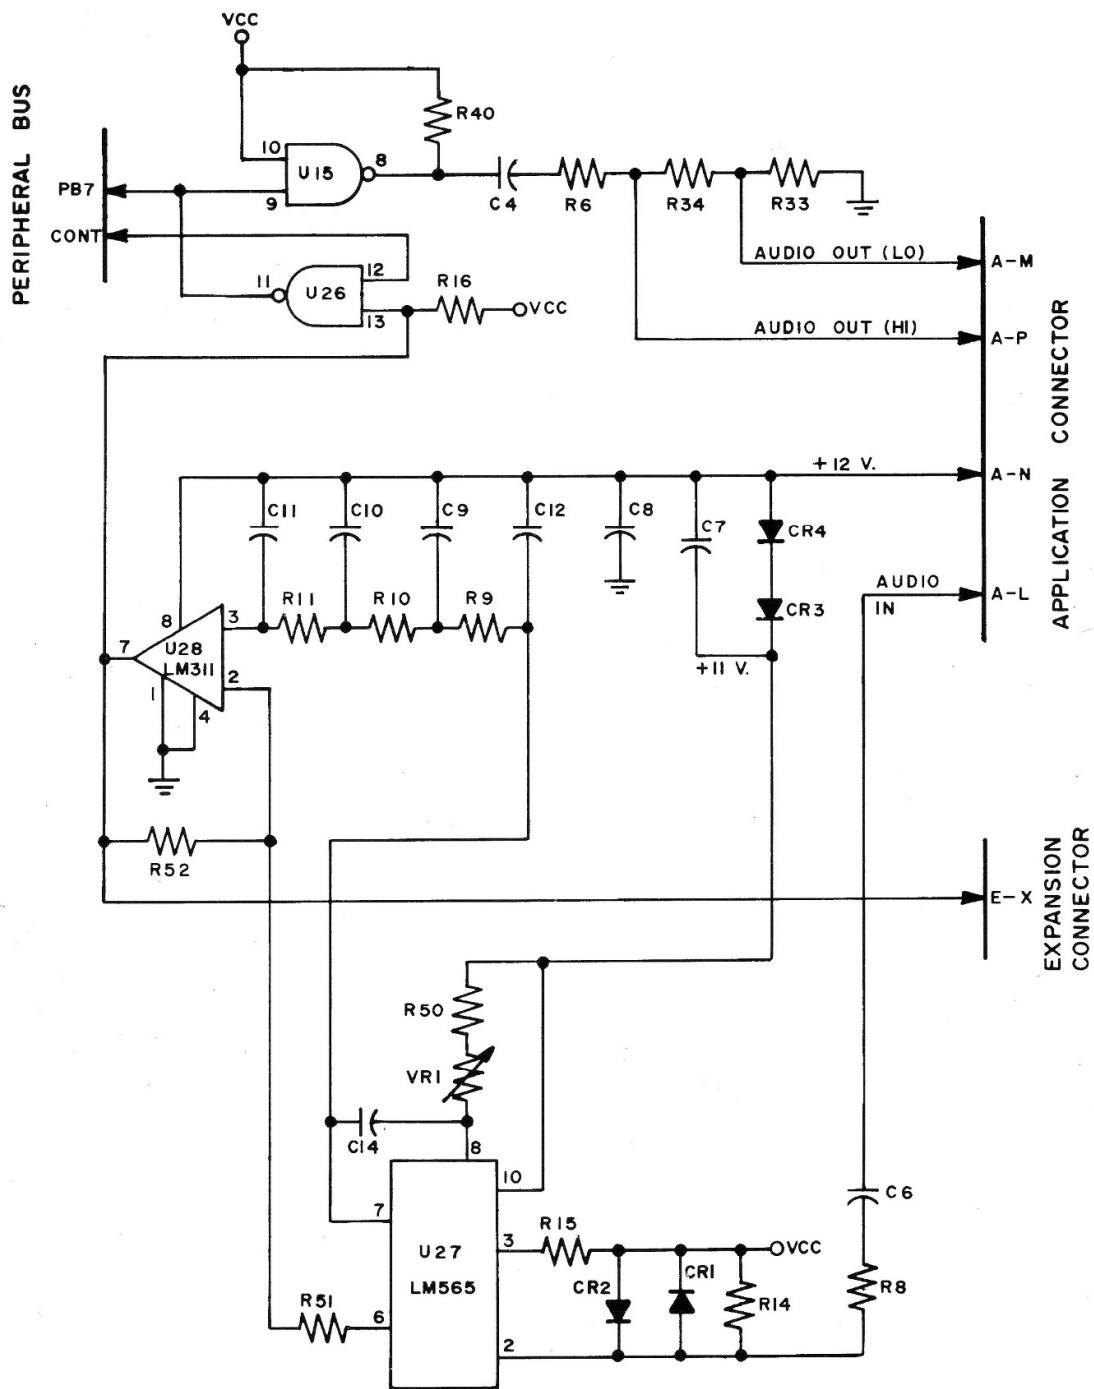 VCC
PERIPHERAL BUS
R40
10
8
U15
9
PB7
C4
R6
R34
R33
CONT
AUDIO OUT (LO)
A-M
11
12
U26
13
R16
VCC
AUDIO OUT (HI)
A-P
APPLICATION CONNECTOR
+12 V.
A-N
C11
C10
C9
C12
C8
C7
CR4
AUDIO
IN
A-L
R11
R10
R9
CR3
8
3
7
U28
LM311
+11 V.
1
2
4
R52
EXPANSION
CONNECTOR
E-X
R50
VR1
C14
8
10
C6
7
3
R15
VCC
U27
LM565
CR2
CR1
R14
R8
R51
6
2